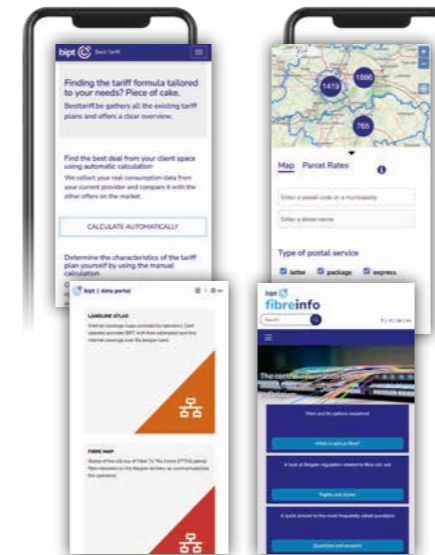 bipt Best Tariff
Finding the tariff formula tailored
to your needs? Piece of cake.
Besttariff.be gathers all the existing tariff
plans and offers a clear overview.
Find the best deal from your client space
using automatic calculation
We collect your real consumption data from
your current provider and compare it with the
other offers on the market.
CALCULATE AUTOMATICALLY
Determine the characteristics of the tariff
plan yourself by using the manual
calculation
1419
1666
765
Map Parcel Rates
Enter a postal code or a municipality
Enter a street name
Type of postal service
letter package express
bipt | data portal
LANDLINE ATLAS
FIBRE MAP
bipt
fibreinfo
Search
Fibre and its options explained
What is optical fibre?
A look at Belgian regulation related to fibre roll-out
Rights and duties
A quick answer to the most frequently asked questions
Questions and answers